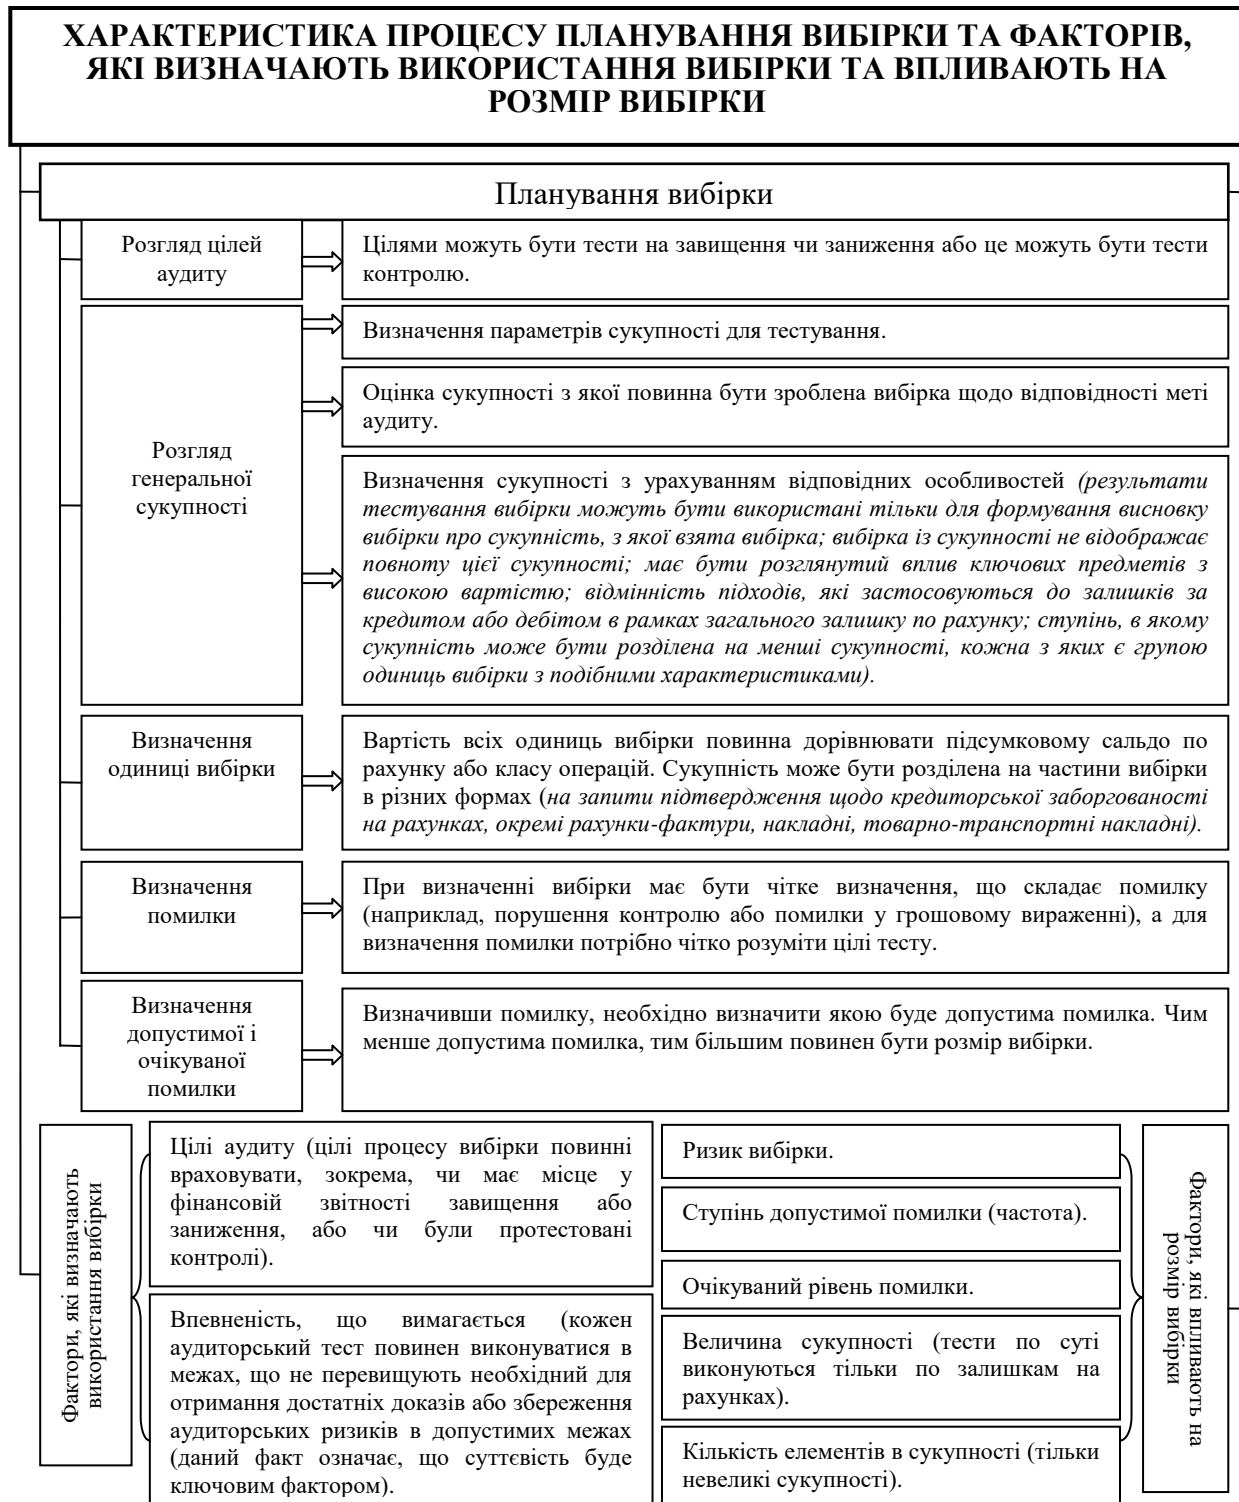 ХАРАКТЕРИСТИКА ПРОЦЕСУ ПЛАНУВАННЯ ВИБІРКИ ТА ФАКТОРІВ,
ЯКІ ВИЗНАЧАЮТЬ ВИКОРИСТАННЯ ВИБІРКИ ТА ВПЛИВАЮТЬ НА
РОЗМІР ВИБІРКИ
Планування вибірки
Розгляд цілей
аудиту
Цілями можуть бути тести на завищення чи заниження або це можуть бути тести
контролю.
Розгляд
генеральної
сукупності
Визначення параметрів сукупності для тестування.
Оцінка сукупності з якої повинна бути зроблена вибірка щодо відповідності меті
аудиту.
Визначення сукупності з урахуванням відповідних особливостей (результати
тестування вибірки можуть бути використані тільки для формування висновку
вибірки про сукупність, з якої взята вибірка; вибірка із сукупності не відображає
повноту цієї сукупності; має бути розглянутий вплив ключових предметів з
високою вартістю; відмінність підходів, які застосовуються до залишків за
кредитом або дебітом в рамках загального залишку по рахунку; ступінь, в якому
сукупність може бути розділена на менші сукупності, кожна з яких є групою
одиниць вибірки з подібними характеристиками).
Визначення
одиниці вибірки
Вартість всіх одиниць вибірки повинна дорівнювати підсумковому сальдо по
рахунку або класу операцій. Сукупність може бути розділена на частини вибірки
в різних формах (на запити підтвердження щодо кредиторської заборгованості
на рахунках, окремі рахунки-фактури, накладні, товарно-транспортні накладні).
Визначення
помилки
При визначенні вибірки має бути чітке визначення, що складає помилку
(наприклад, порушення контролю або помилки у грошовому вираженні), а для
визначення помилки потрібно чітко розуміти цілі тесту.
Визначення
допустимої і
очікуваної
помилки
Визначивши помилку, необхідно визначити якою буде допустима помилка. Чим
менше допустима помилка, тим більшим повинен бути розмір вибірки.
Фактори, які визначають
використання вибірки
Цілі аудиту (цілі процесу вибірки повинні
враховувати, зокрема, чи має місце у
фінансовій звітності завищення або
заниження, або чи були протестовані
контролі).
Впевненість, що вимагається (кожен
аудиторський тест повинен виконуватися в
межах, що не перевищують необхідний для
отримання достатніх доказів або збереження
аудиторських ризиків в допустимих межах
(даний факт означає, що суттєвість буде
ключовим фактором).
Ризик вибірки.
Ступінь допустимої помилки (частота).
Очікуваний рівень помилки.
Величина сукупності (тести по суті
виконуються тільки по залишкам на
рахунках).
Кількість елементів в сукупності (тільки
невеликі сукупності).
Фактори, які впливають на
розмір вибірки